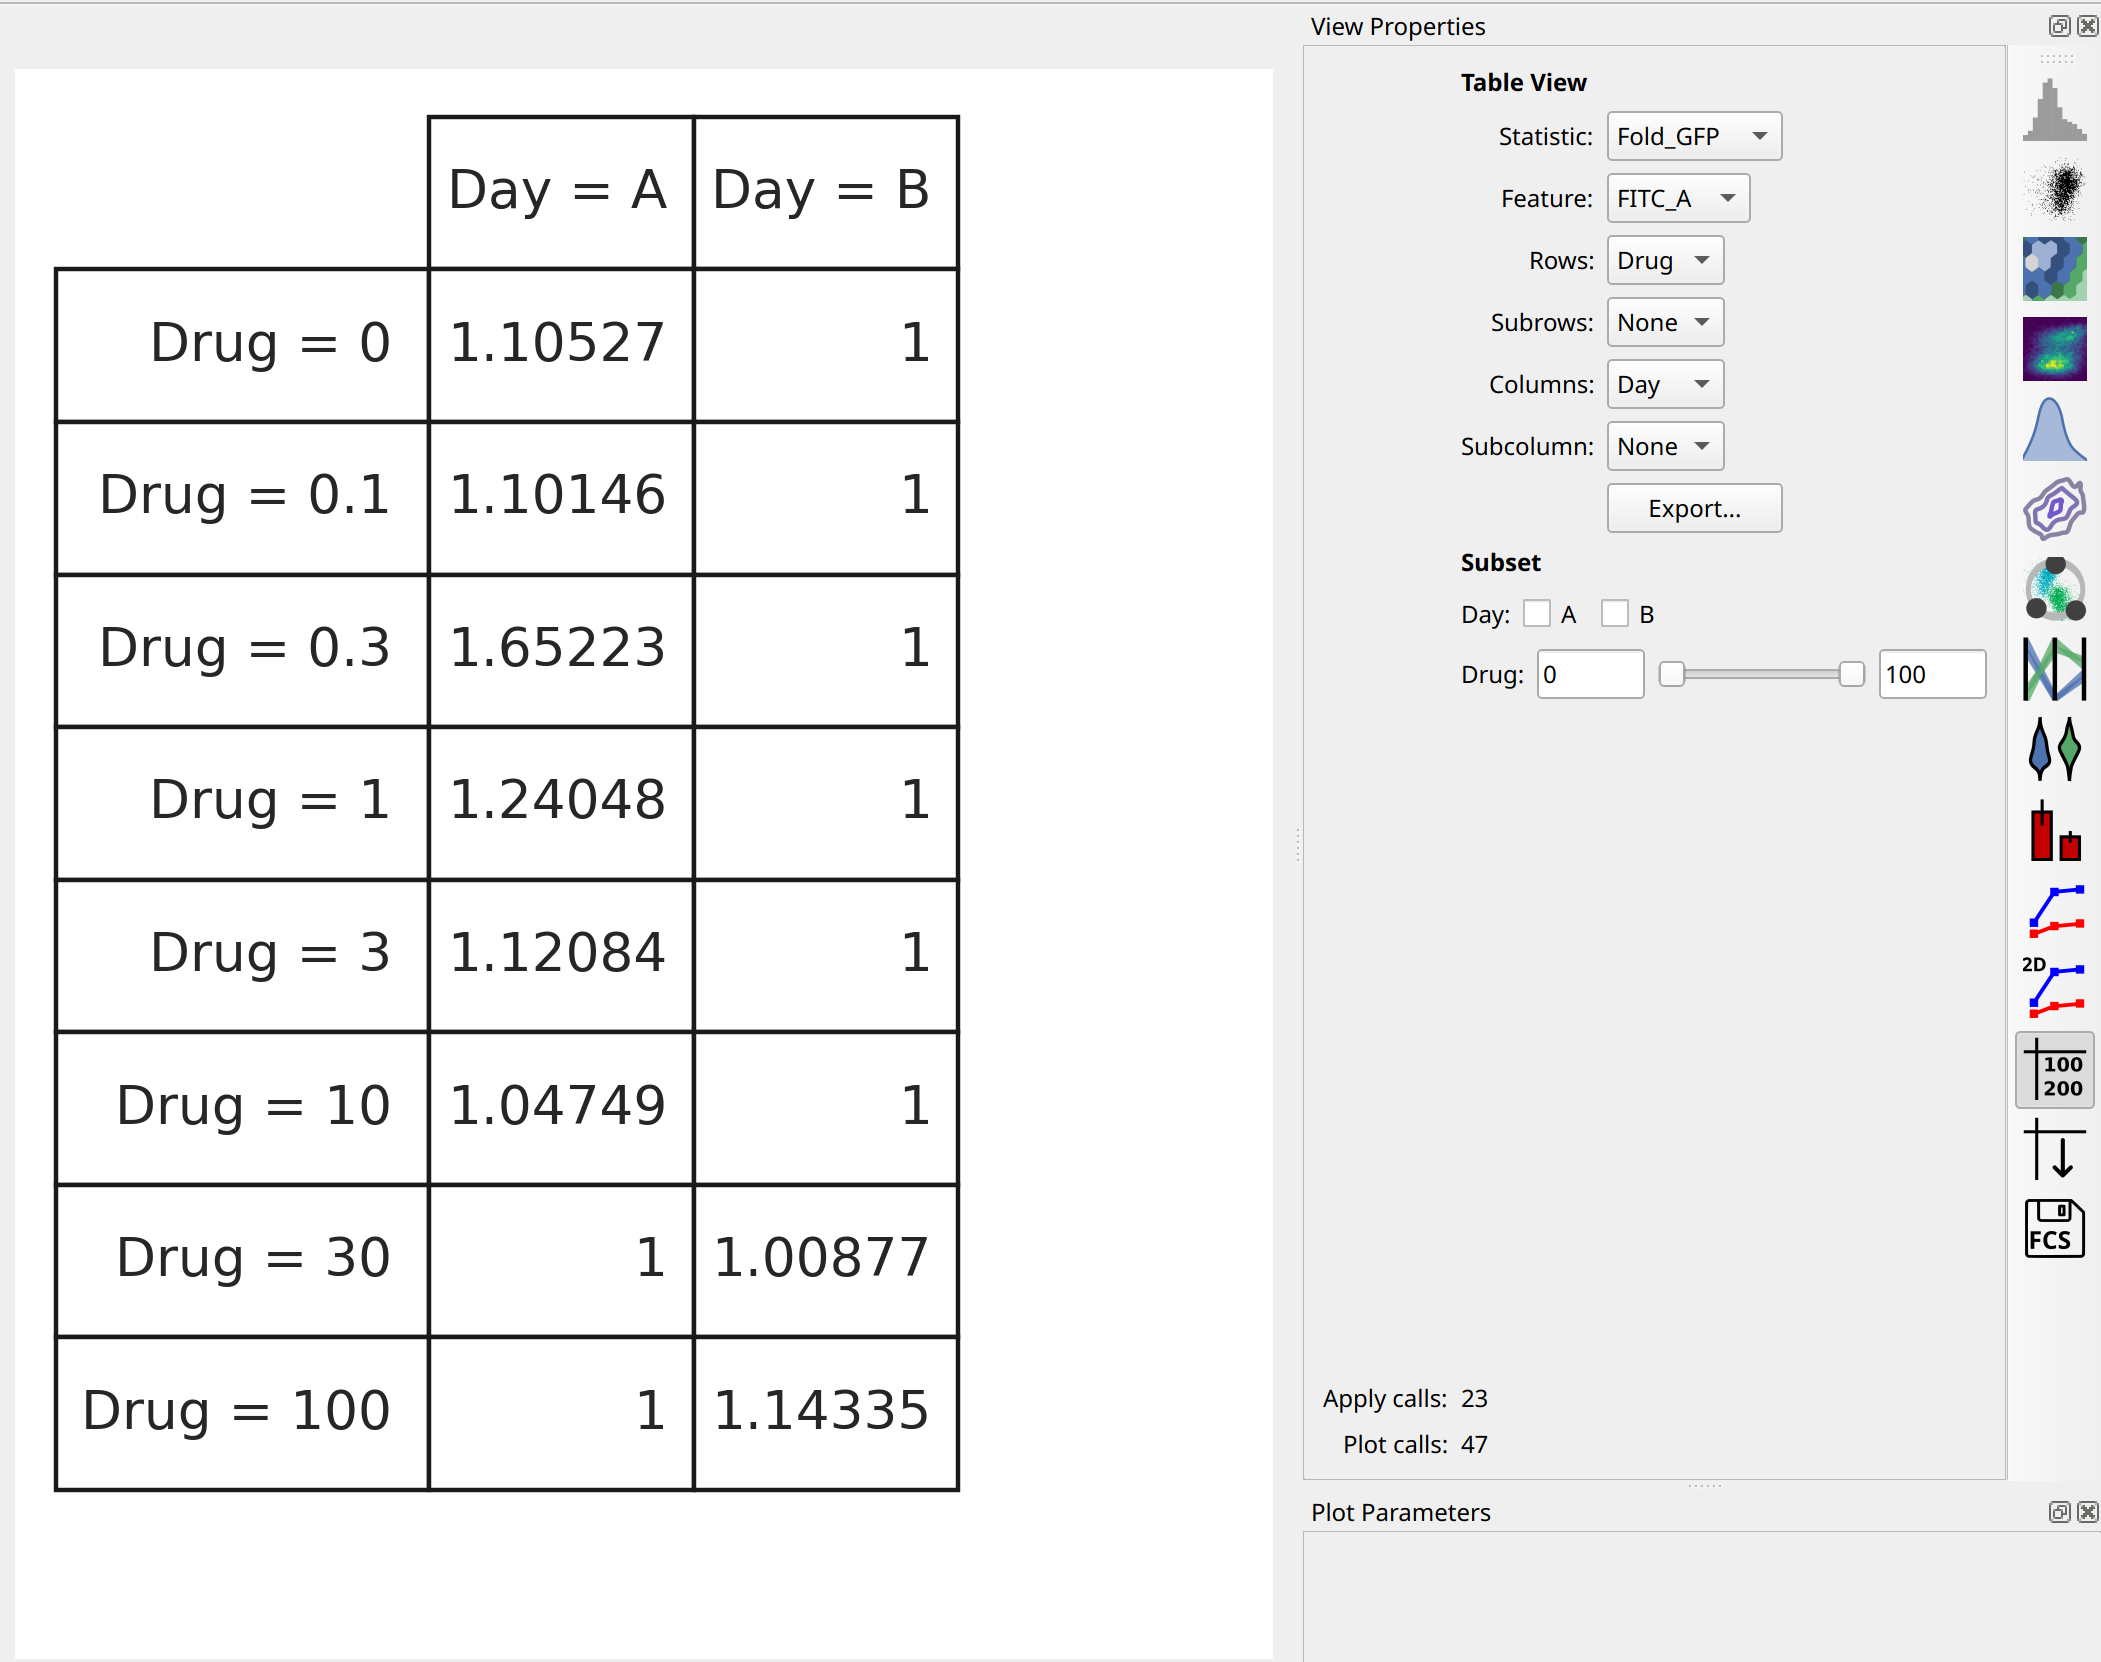 View Properties
Table View
Statistic: Fold_GFP
Feature: FITC_A
Rows: Drug
Subrows: None
Columns: Day
Subcolumn: None
Export...
Subset
Day: A B
Drug: 0 100
Apply calls: 23
Plot calls: 47
Plot Parameters
Day = A Day = B
Drug = 0 1.10527 1
Drug = 0.1 1.10146 1
Drug = 0.3 1.65223 1
Drug = 1 1.24048 1
Drug = 3 1.12084 1
Drug = 10 1.04749 1
Drug = 30 1 1.00877
Drug = 100 1 1.14335
2D
100
200
FCS